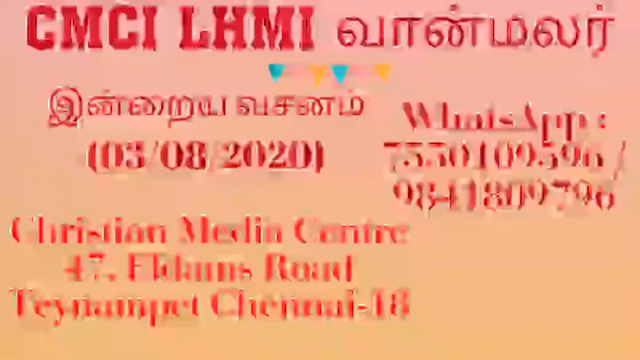 CMCI LHMI வான்மலர்
இன்றைய வசனம்
(03/08/2020)
WhatsApp :
7550109596 /
9841809796
Christian Media Centre
47, Eldams Road
Teynampet Chennai-18